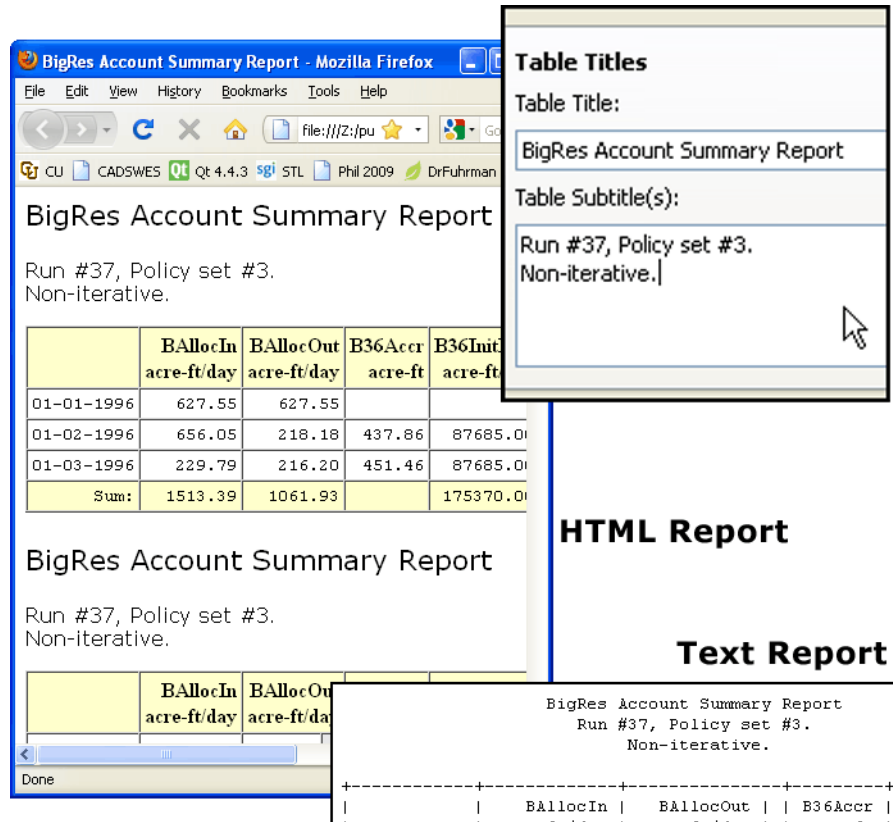 BigRes Account Summary Report - Mozilla Firefox
File Edit View History Bookmarks Tools Help
file:///Z:/pu
CU CADSWES Qt Qt 4.4.3 sgi STL Phil 2009 DrFuhrman
BigRes Account Summary Report
Run #37, Policy set #3.
Non-iterative.
BAllocIn BAllocOut B36Accr
acre-ft/day acre-ft/day acre-ft
01-01-1996 627.55 627.55
01-02-1996 656.05 218.18 437.86
01-03-1996 229.79 216.20 451.46
Sum: 1513.39 1061.93
BigRes Account Summary Report
Run #37, Policy set #3.
Non-iterative.
BAllocIn
acre-ft/day
Done
Table Titles
Table Title:
BigRes Account Summary Report
Table Subtitle(s):
Run #37, Policy set #3.
Non-iterative.
HTML Report
Text Report
BigRes Account Summary Report
Run #37, Policy set #3.
Non-iterative.
BAllocIn | BAllocOut | | B36Accr |